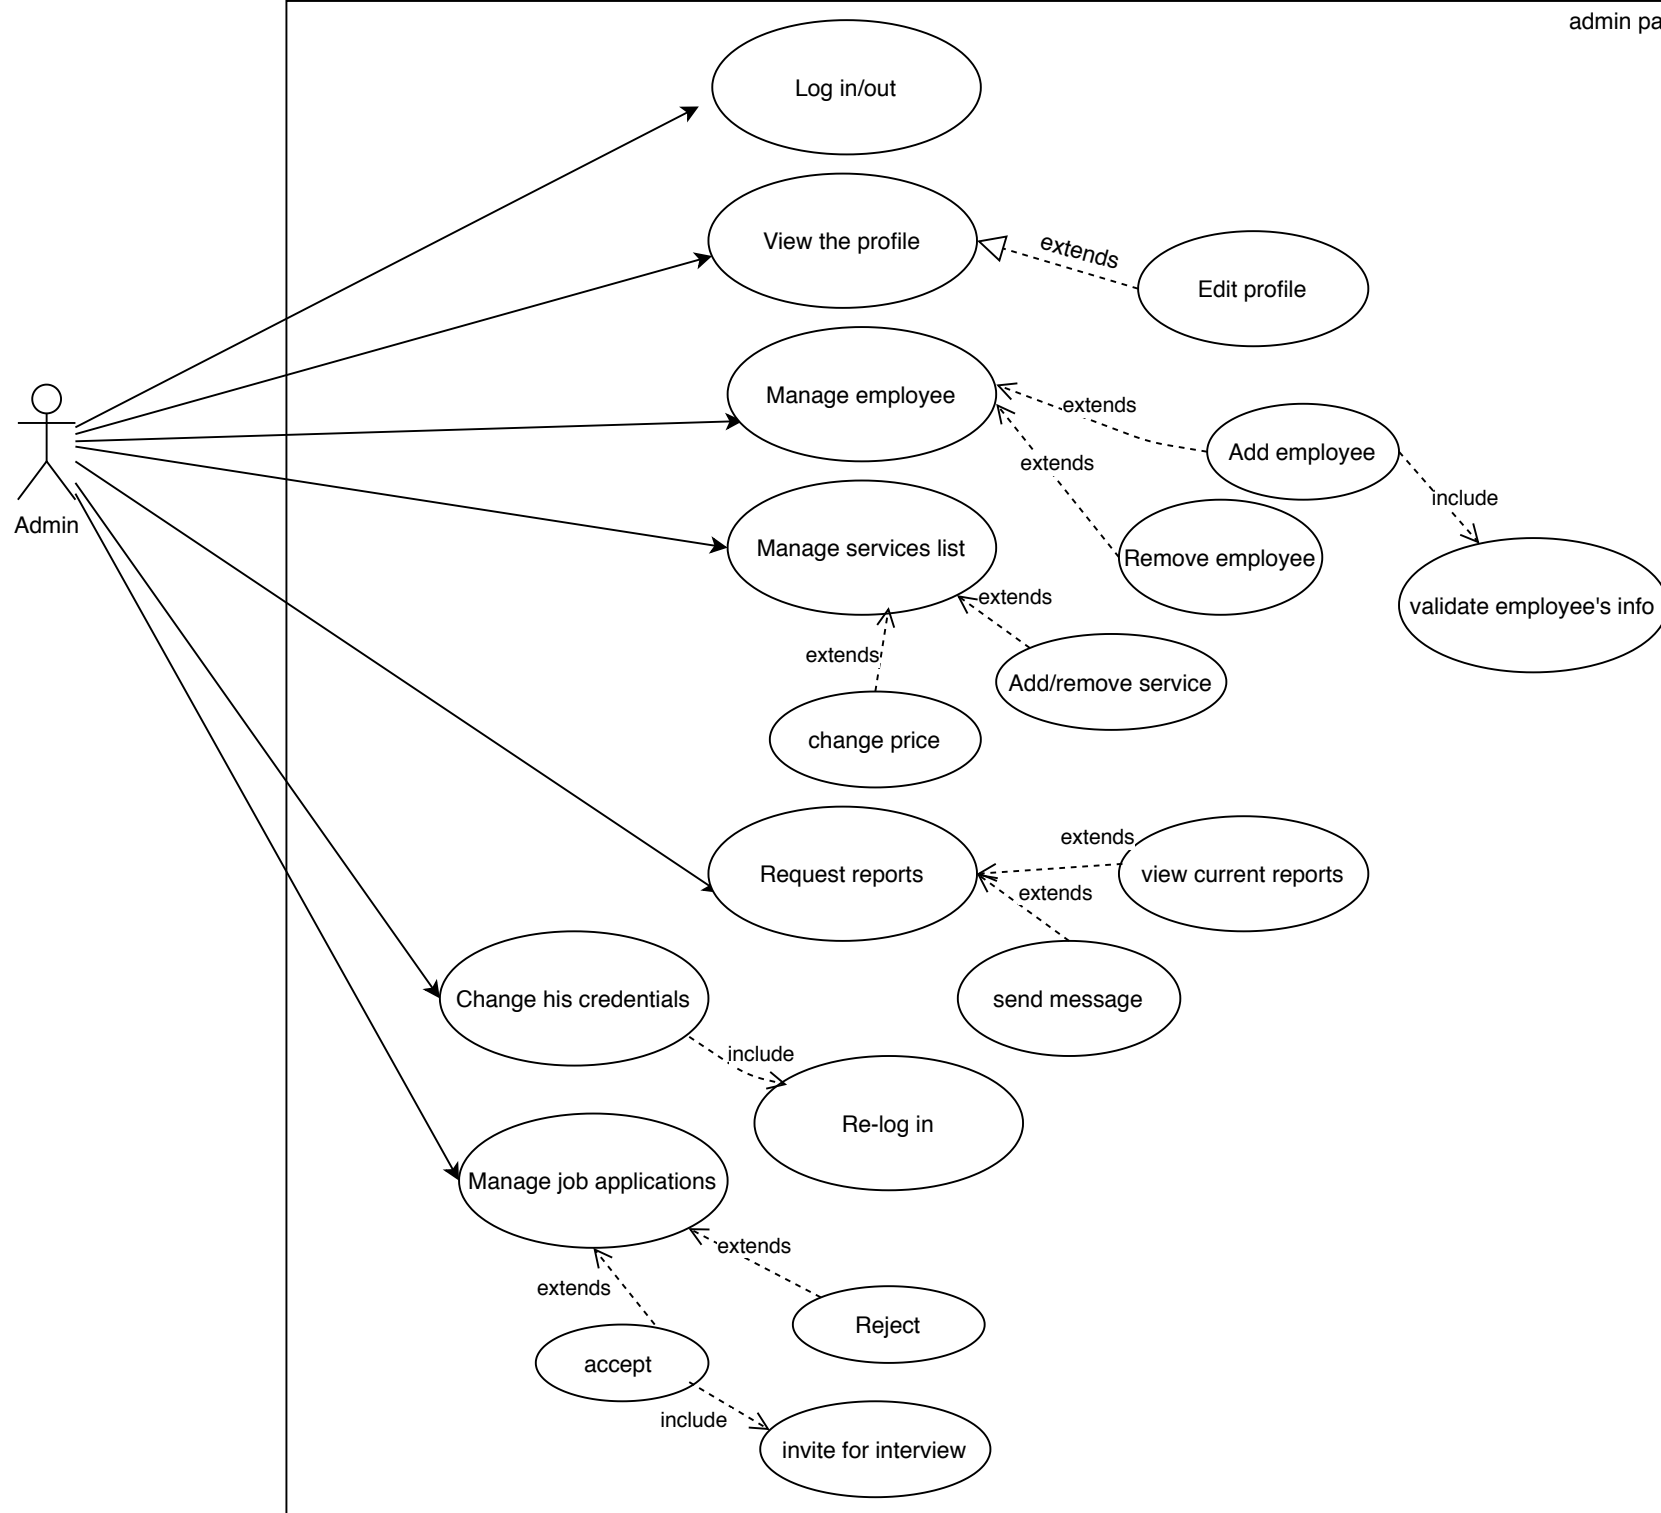 admin pa
Log in/out
View the profile
extends
Edit profile
Manage employee
extends
Add employee
extends
include
Admin
Manage services list
Remove employee
extends
validate employee's info
extends
Add/remove service
change price
extends
Request reports
view current reports
extends
Change his credentials
send message
include
Re-log in
Manage job applications
extends
extends
Reject
accept
include
invite for interview